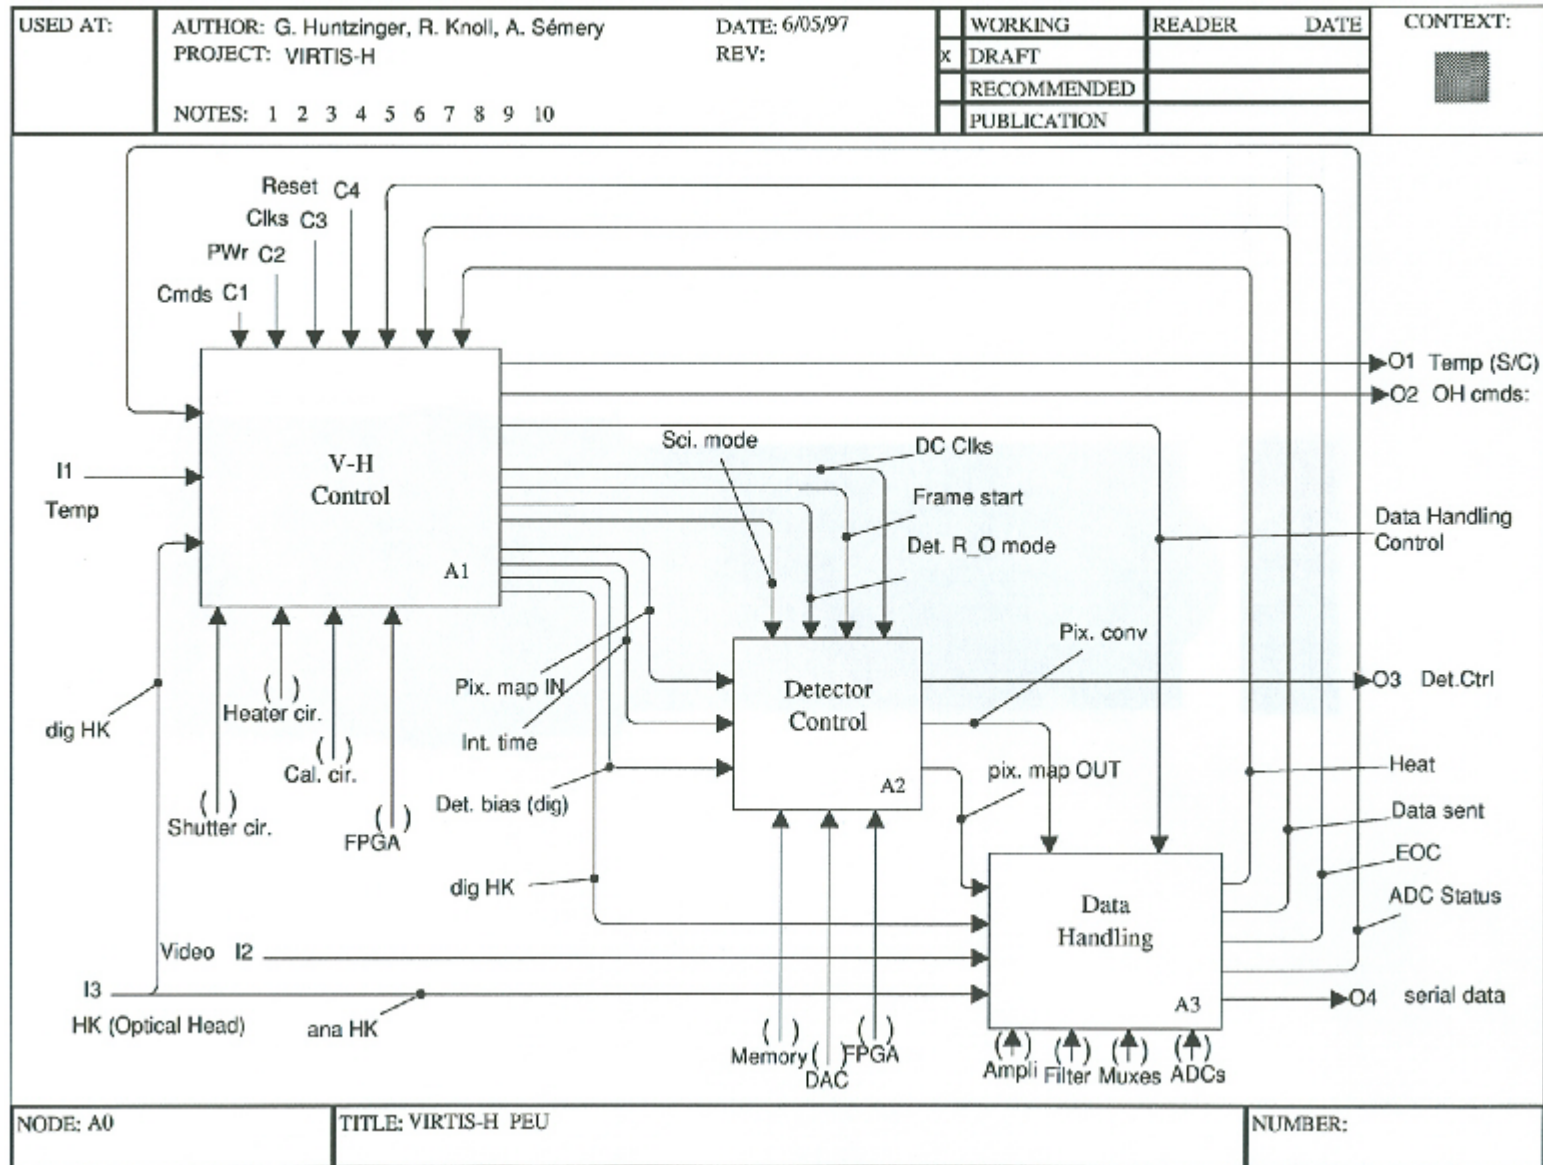 USED AT:
AUTHOR: G. Huntzinger, R. Knoll, A. Sémery
DATE: 6/05/97
PROJECT: VIRTIS-H
REV:
NOTES: 1 2 3 4 5 6 7 8 9 10
WORKING
x DRAFT
RECOMMENDED
PUBLICATION
READER DATE
CONTEXT:
Reset C4
Clks C3
PWr C2
Cmds C1
V-H
Control
A1
I1
Temp
dig HK
( )
Shutter cir.
( )
Heater cir.
( )
Cal. cir.
( )
FPGA
O1 Temp (S/C)
O2 OH cmds:
Sci. mode
DC Clks
Frame start
Det. R_O mode
Data Handling
Control
Pix. map IN
Int. time
Det. bias (dig)
dig HK
Detector
Control
A2
Pix. conv
pix. map OUT
O3 Det.Ctrl
Heat
Data sent
EOC
ADC Status
Video I2
I3
HK (Optical Head)
ana HK
( )
Memory
( )
DAC
( )
FPGA
Data
Handling
A3
O4 serial data
( )
Ampli
( )
Filter
( )
Muxes
( )
ADCs
NODE: A0
TITLE: VIRTIS-H PEU
NUMBER: